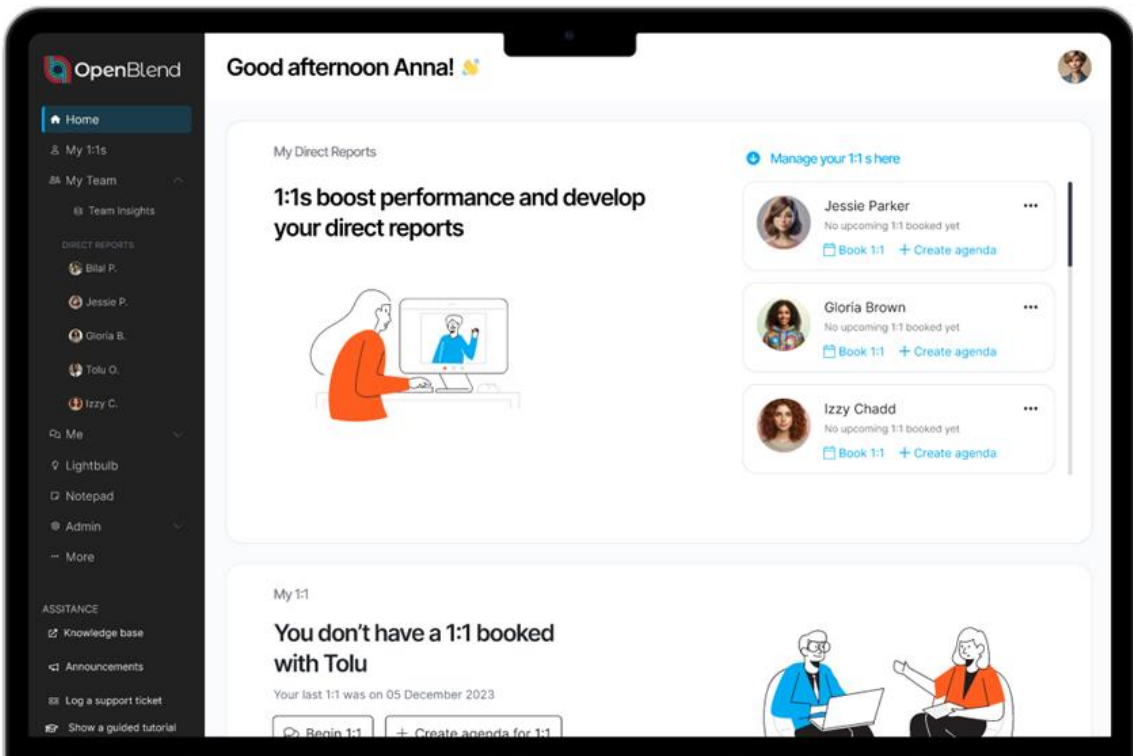 OpenBlend
Home
My 1:1s
My Team
Team Insights
DIRECT REPORTS
Bilal P.
Jessie P.
Gloria B.
Tolu O.
Izzy C.
Me
Lightbulb
Notepad
Admin
More
ASSITANCE
Knowledge base
Announcements
Log a support ticket
Show a guided tutorial
Good afternoon Anna! 👋
My Direct Reports
1:1s boost performance and develop
your direct reports
Manage your 1:1 s here
Jessie Parker
No upcoming 1:1 booked yet
Book 1:1 + Create agenda
Gloria Brown
No upcoming 1:1 booked yet
Book 1:1 + Create agenda
Izzy Chadd
No upcoming 1:1 booked yet
Book 1:1 + Create agenda
My 1:1
You don't have a 1:1 booked
with Tolu
Your last 1:1 was on 05 December 2023
Begin 1:1 + Create agenda for 1:1